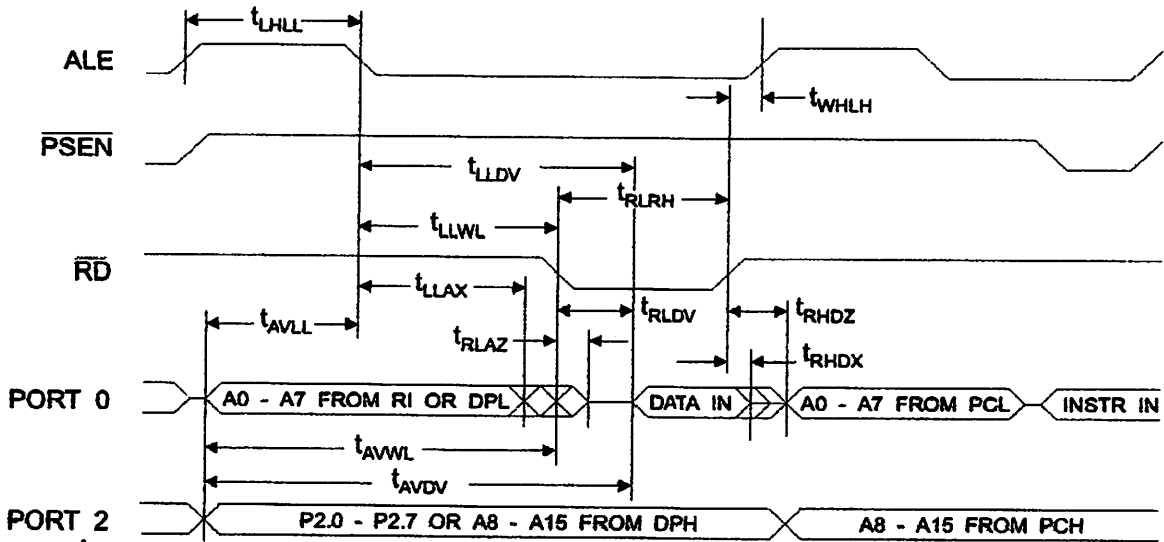 tLHLL
ALE
tWHLH
PSEN
tLLDV
tRLRH
tLLWL
RD
tLLAX
tRLDV
tRHDZ
tAVLL
tRLAZ
tRHDX
PORT 0
A0 - A7 FROM RI OR DPL
DATA IN
A0 - A7 FROM PCL
INSTR IN
tAVWL
tAVDV
PORT 2
P2.0 - P2.7 OR A8 - A15 FROM DPH
A8 - A15 FROM PCH